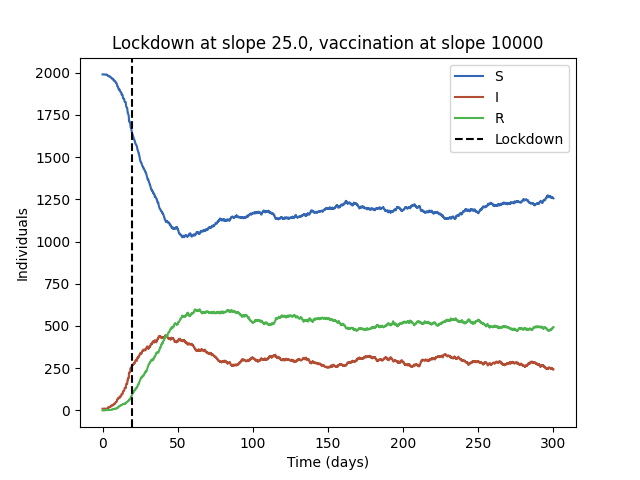 Lockdown at slope 25.0, vaccination at slope 10000
S
I
R
Lockdown
Individuals
2000
1750
1500
1250
1000
750
500
250
0
0 50 100 150 200 250 300
Time (days)